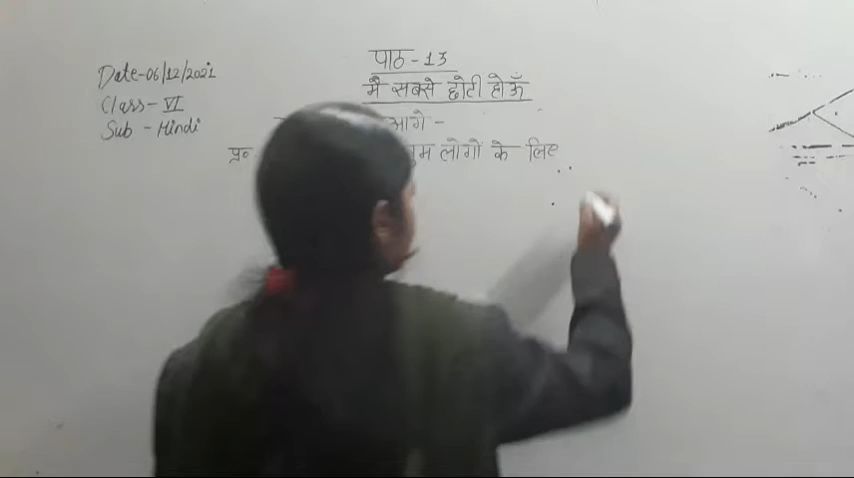 Date-06/12/2021
Class-VI
Sub - Hindi
पाठ-13
मैं सबसे छोटी होऊँ
आगे-
प्र० तुम लोगों के लिए